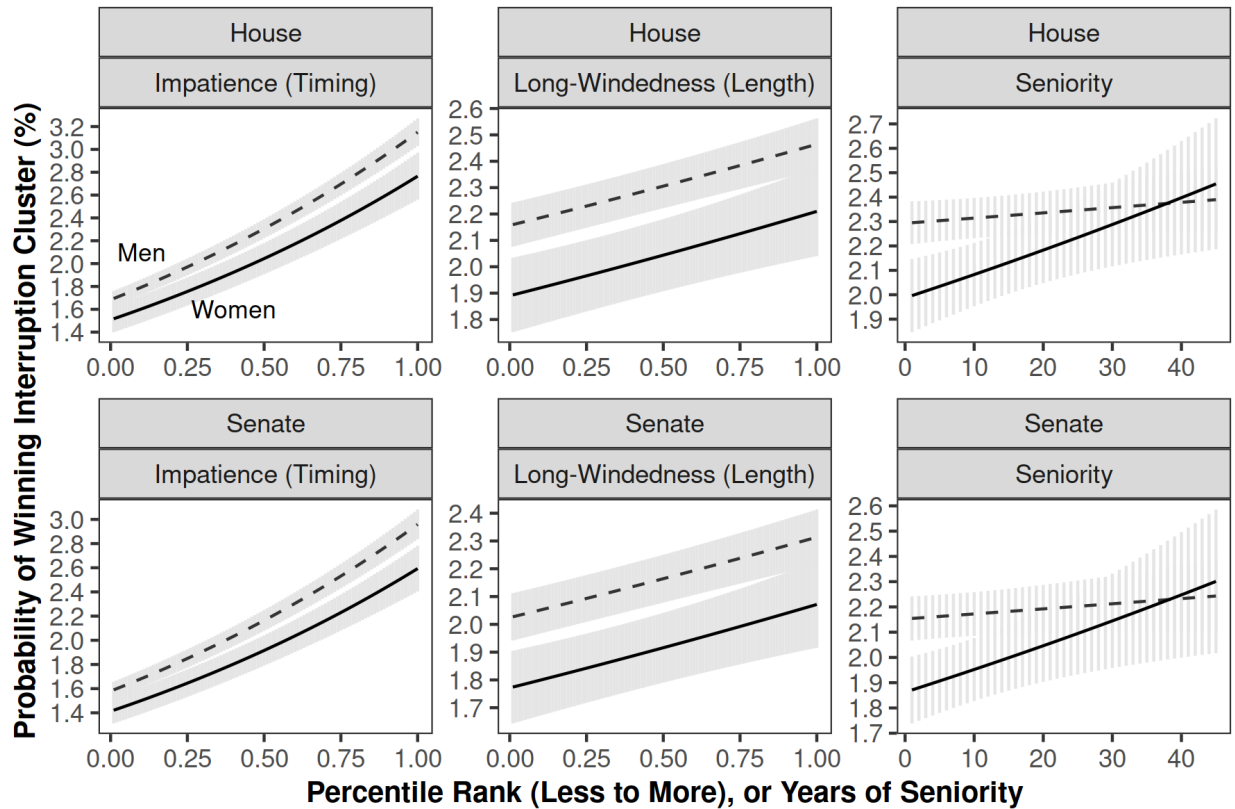 Probability of Winning Interruption Cluster (%)
House
Impatience (Timing)
3.2
3.0
2.8
2.6
2.4
2.2
2.0
1.8
1.6
1.4
Men
Women
0.00 0.25 0.50 0.75 1.00
House
Long-Windedness (Length)
2.6
2.5
2.4
2.3
2.2
2.1
2.0
1.9
1.8
0.00 0.25 0.50 0.75 1.00
House
Seniority
2.7
2.6
2.5
2.4
2.3
2.2
2.1
2.0
1.9
0 10 20 30 40
Senate
Impatience (Timing)
3.0
2.8
2.6
2.4
2.2
2.0
1.8
1.6
1.4
0.00 0.25 0.50 0.75 1.00
Senate
Long-Windedness (Length)
2.4
2.3
2.2
2.1
2.0
1.9
1.8
1.7
0.00 0.25 0.50 0.75 1.00
Senate
Seniority
2.6
2.5
2.4
2.3
2.2
2.1
2.0
1.9
1.8
1.7
0 10 20 30 40
Percentile Rank (Less to More), or Years of Seniority